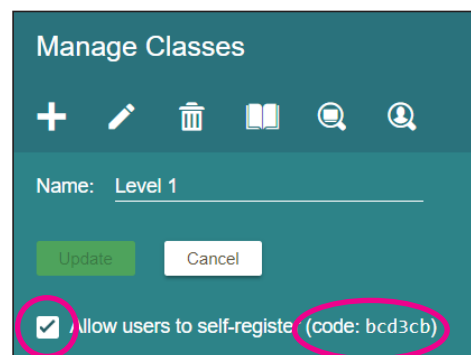 Manage Classes
Name: Level 1
Update Cancel
Allow users to self-register (code: bcd3cb)